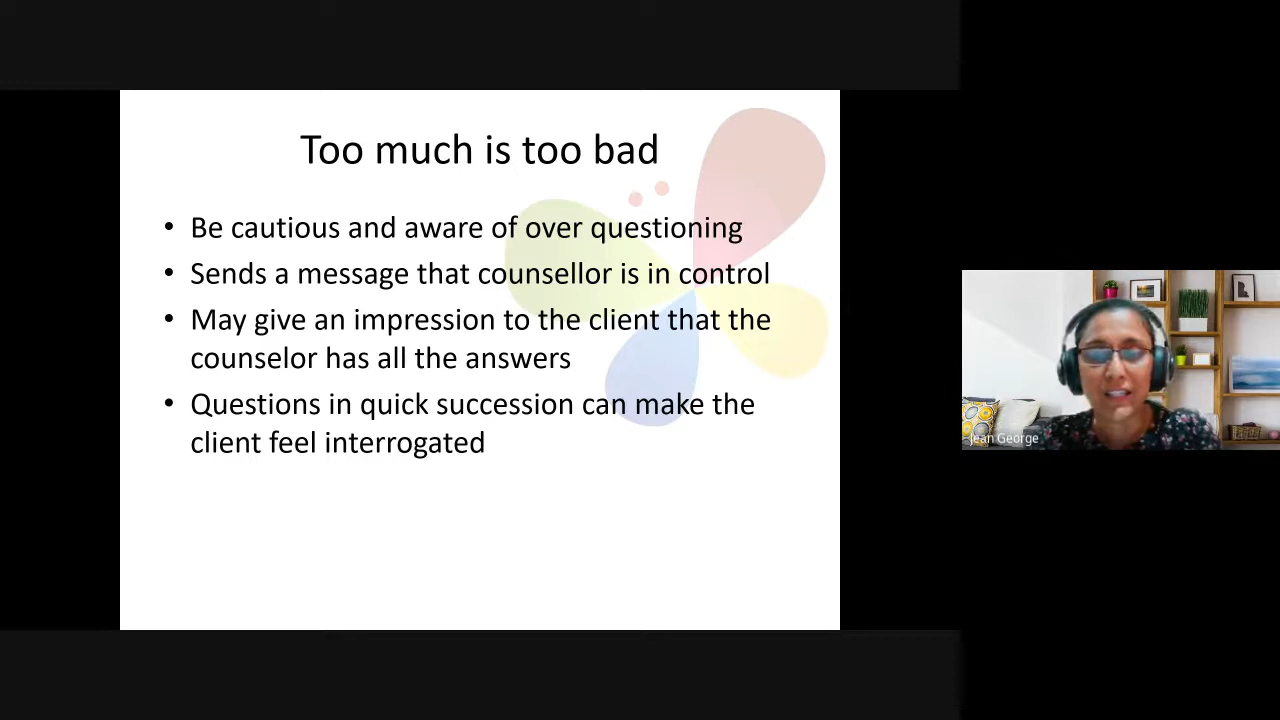 Too much is too bad
• Be cautious and aware of over questioning
• Sends a message that counsellor is in control
• May give an impression to the client that the
counselor has all the answers
• Questions in quick succession can make the
client feel interrogated
Jean George